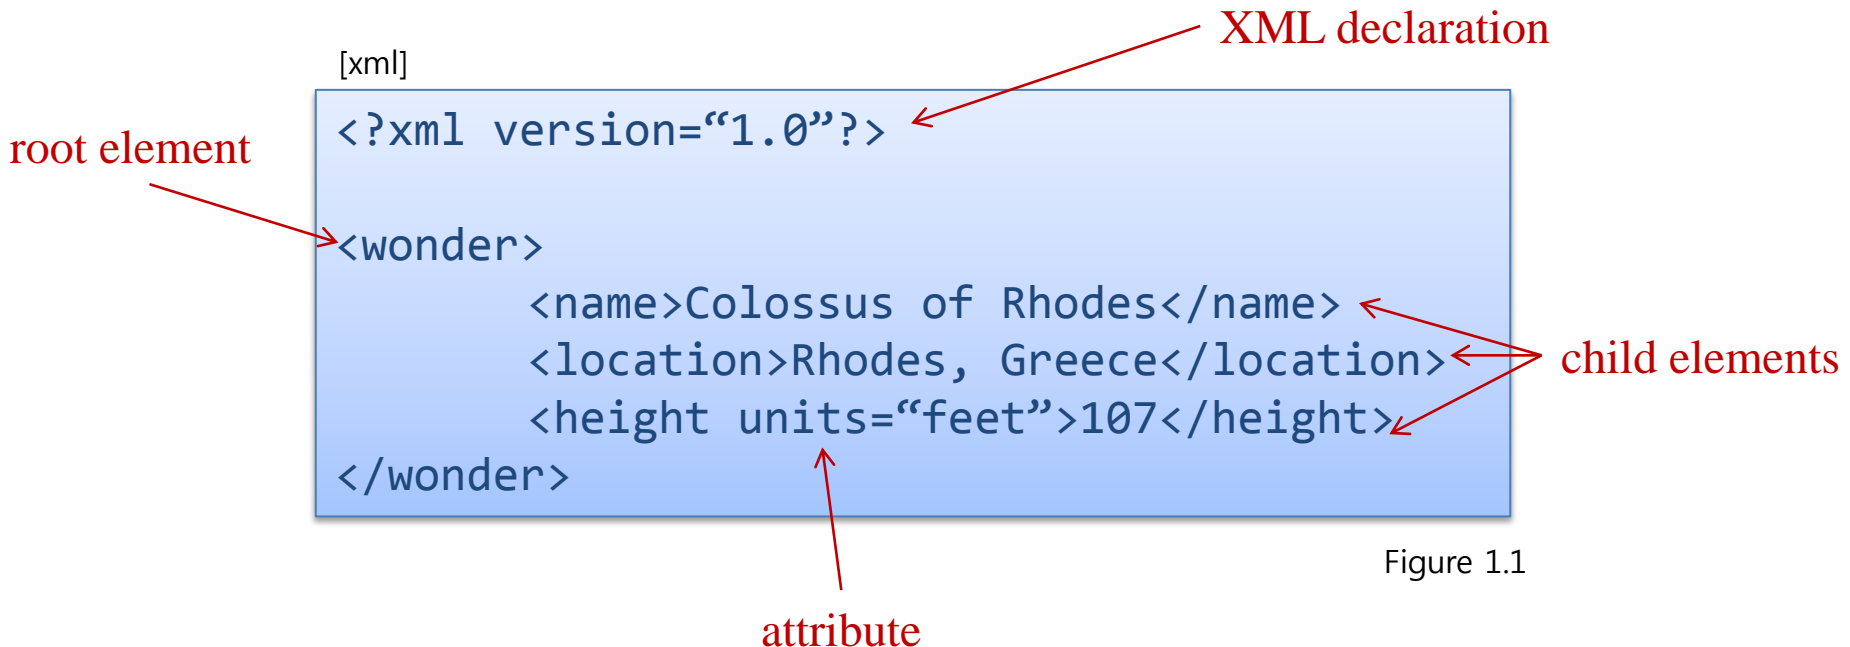 XML declaration
[xml]
<?xml version=“1.0”?>
root element
<wonder>
<name>Colossus of Rhodes</name>
<location>Rhodes, Greece</location>
child elements
<height units=“feet”>107</height>
</wonder>
Figure 1.1
attribute